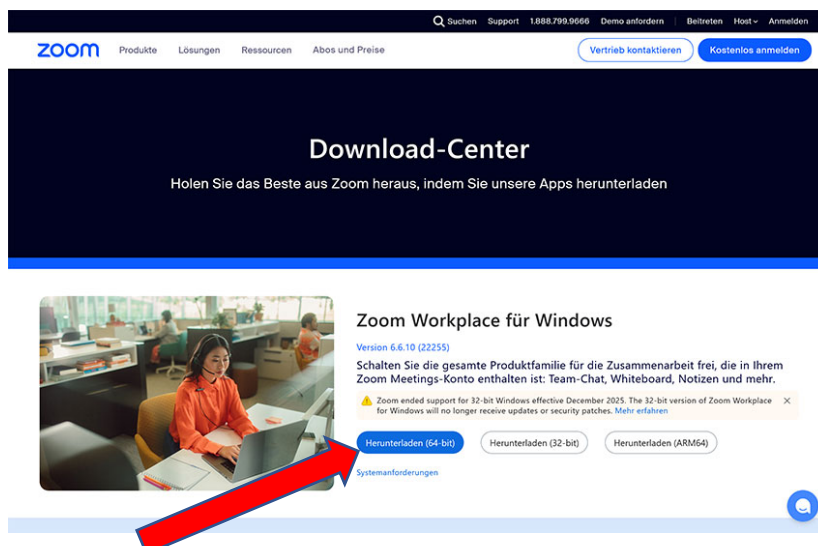 Suchen Support 1.888.799.9666 Demo anfordern Beitreten Host Anmelden
zoom Produkte Lösungen Ressourcen Abos und Preise Vertrieb kontaktieren Kostenlos anmelden
Download-Center
Holen Sie das Beste aus Zoom heraus, indem Sie unsere Apps herunterladen
Zoom Workplace für Windows
Version 6.6.10 (22255)
Schalten Sie die gesamte Produktfamilie für die Zusammenarbeit frei, die in Ihrem
Zoom Meetings-Konto enthalten ist: Team-Chat, Whiteboard, Notizen und mehr.
Zoom ended support for 32-bit Windows effective December 2025. The 32-bit version of Zoom Workplace
for Windows will no longer receive updates or security patches. Mehr erfahren
Herunterladen (64-bit) Herunterladen (32-bit) Herunterladen (ARM64)
Systemanforderungen